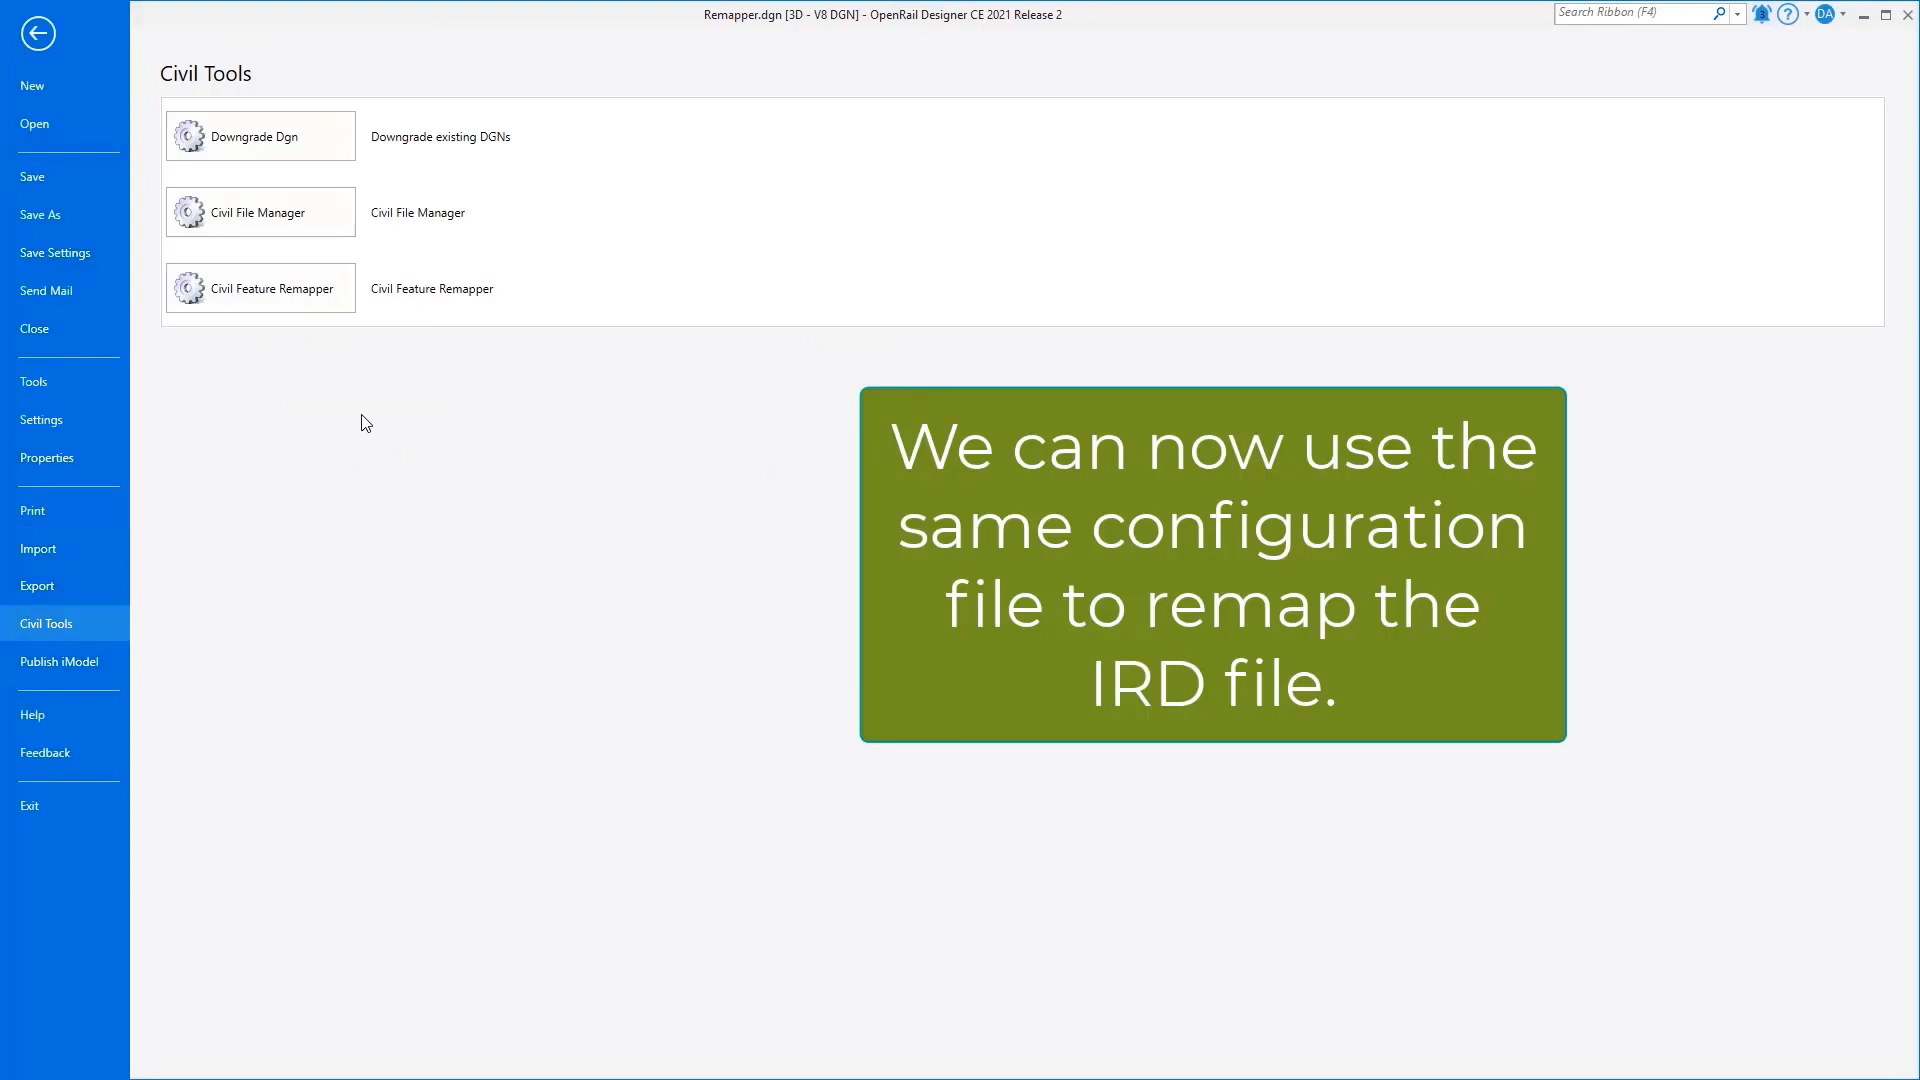 Remapper.dgn [3D - V8 DGN] - OpenRail Designer CE 2021 Release 2
Search Ribbon (F4)
3
DA
New
Open
Save
Save As
Save Settings
Send Mail
Close
Tools
Settings
Properties
Print
Import
Export
Civil Tools
Publish iModel
Help
Feedback
Exit
Civil Tools
Downgrade Dgn
Downgrade existing DGNs
Civil File Manager
Civil File Manager
Civil Feature Remapper
Civil Feature Remapper
We can now use the
same configuration
file to remap the
IRD file.